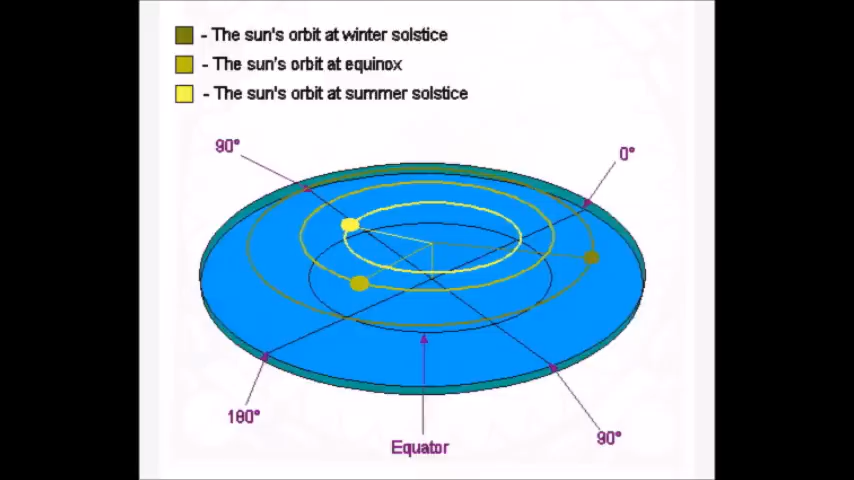 - The sun's orbit at winter solstice
- The sun's orbit at equinox
- The sun's orbit at summer solstice
90°
0°
180°
90°
Equator